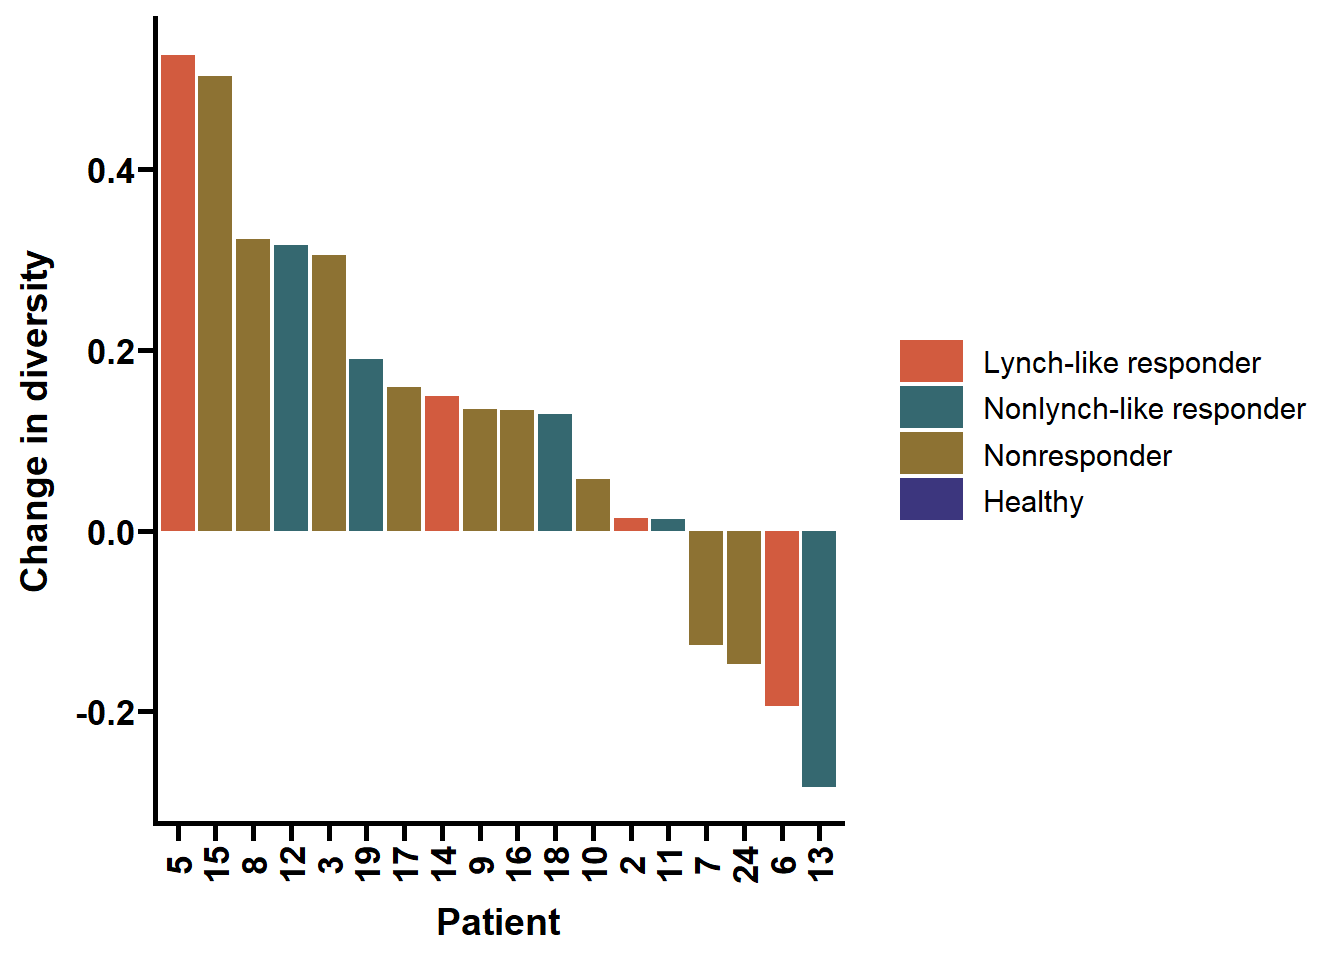 Change in diversity
0.4
0.2
0.0
-0.2
5 15 8 12 3 19 17 14 9 16 18 10 2 11 7 24 6 13
Patient
Lynch-like responder
Nonlynch-like responder
Nonresponder
Healthy